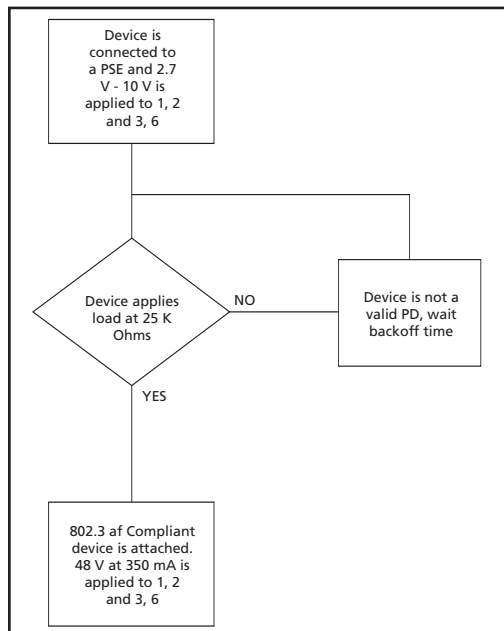 Device is
connected to
a PSE and 2.7
V - 10 V is
applied to 1, 2
and 3, 6
Device applies
load at 25 K
Ohms
NO
Device is not a
valid PD, wait
backoff time
YES
802.3 af Compliant
device is attached.
48 V at 350 mA is
applied to 1, 2
and 3, 6